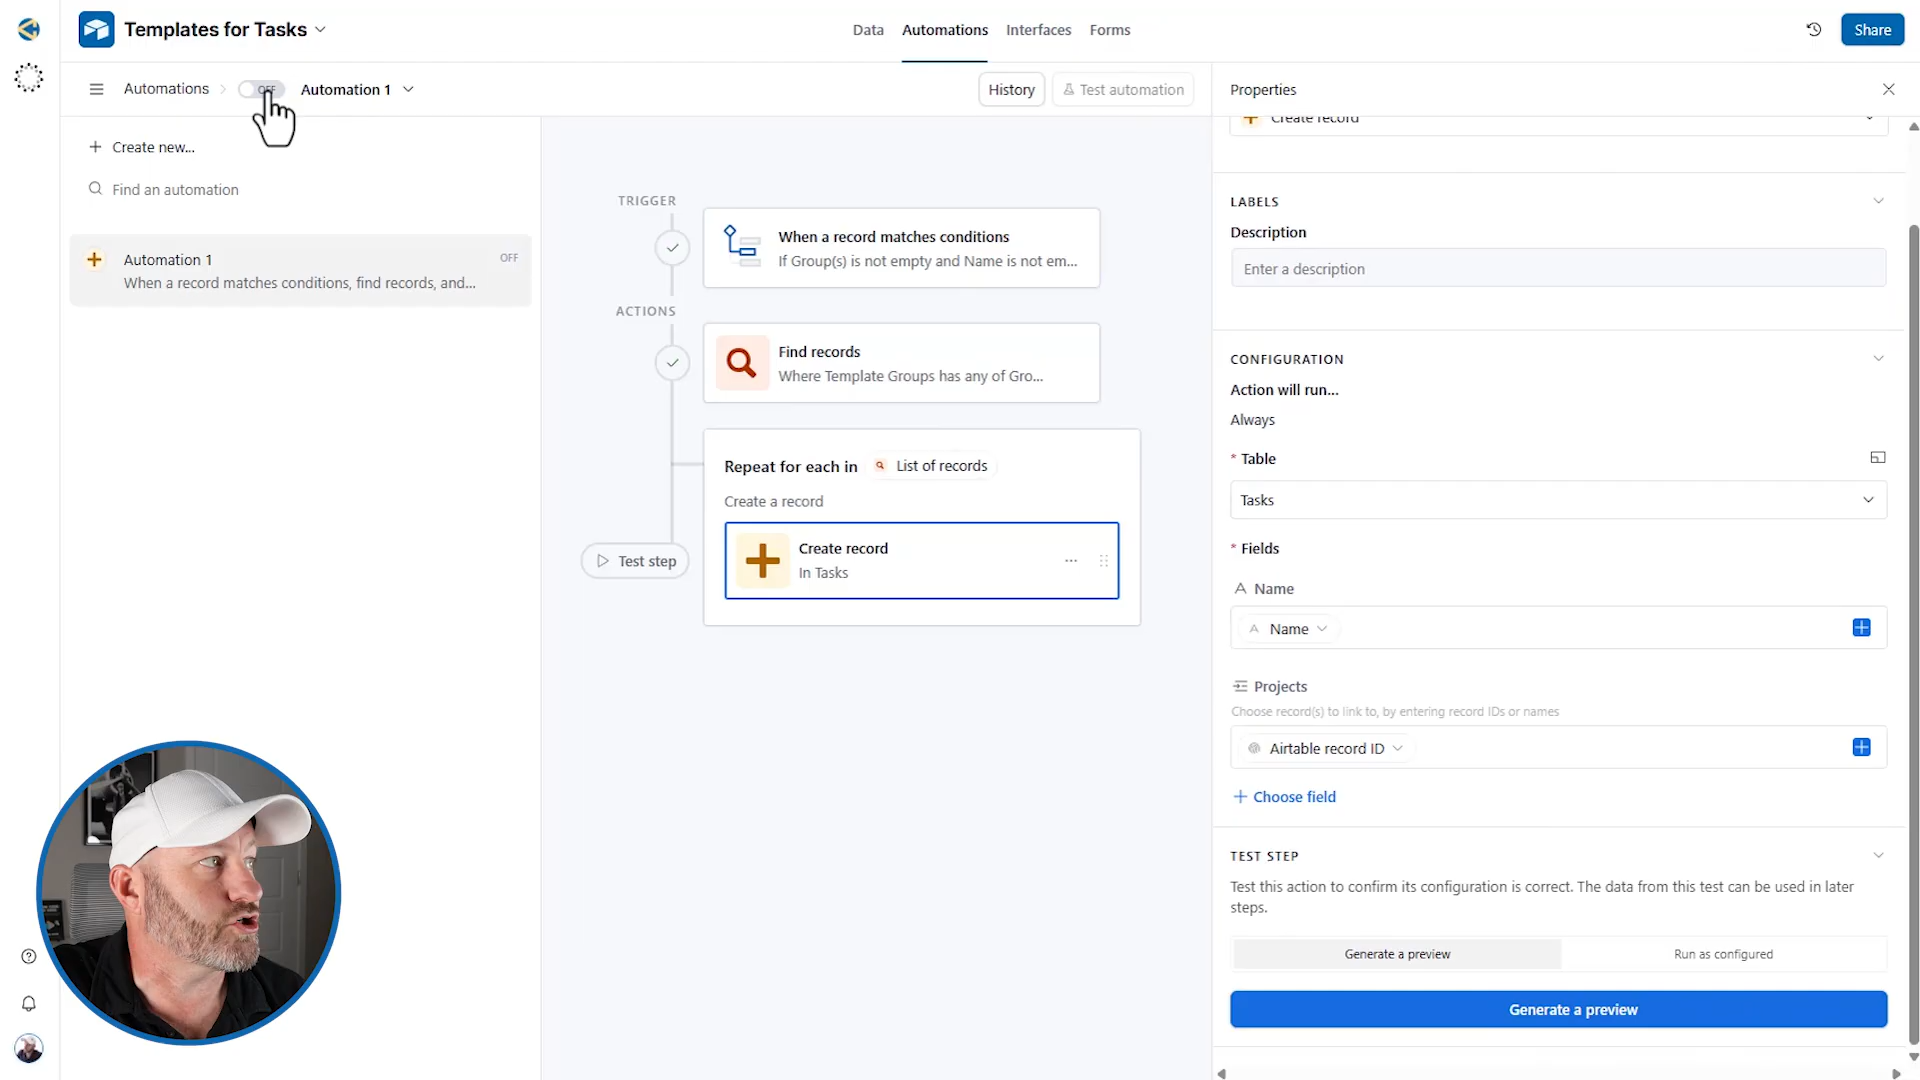 Templates for Tasks
Data
Automations
Interfaces
Forms
Share
Automations
OFF
Automation 1
History
Test automation
Properties
Create record
Create new...
Find an automation
Automation 1
OFF
When a record matches conditions, find records, and...
TRIGGER
When a record matches conditions
If Group(s) is not empty and Name is not em...
ACTIONS
Find records
Where Template Groups has any of Gro...
Repeat for each in List of records
Create a record
Test step
Create record
In Tasks
LABELS
Description
Enter a description
CONFIGURATION
Action will run...
Always
* Table
Tasks
* Fields
A Name
A Name
Projects
Choose record(s) to link to, by entering record IDs or names
Airtable record ID
+ Choose field
TEST STEP
Test this action to confirm its configuration is correct. The data from this test can be used in later
steps.
Generate a preview
Run as configured
Generate a preview